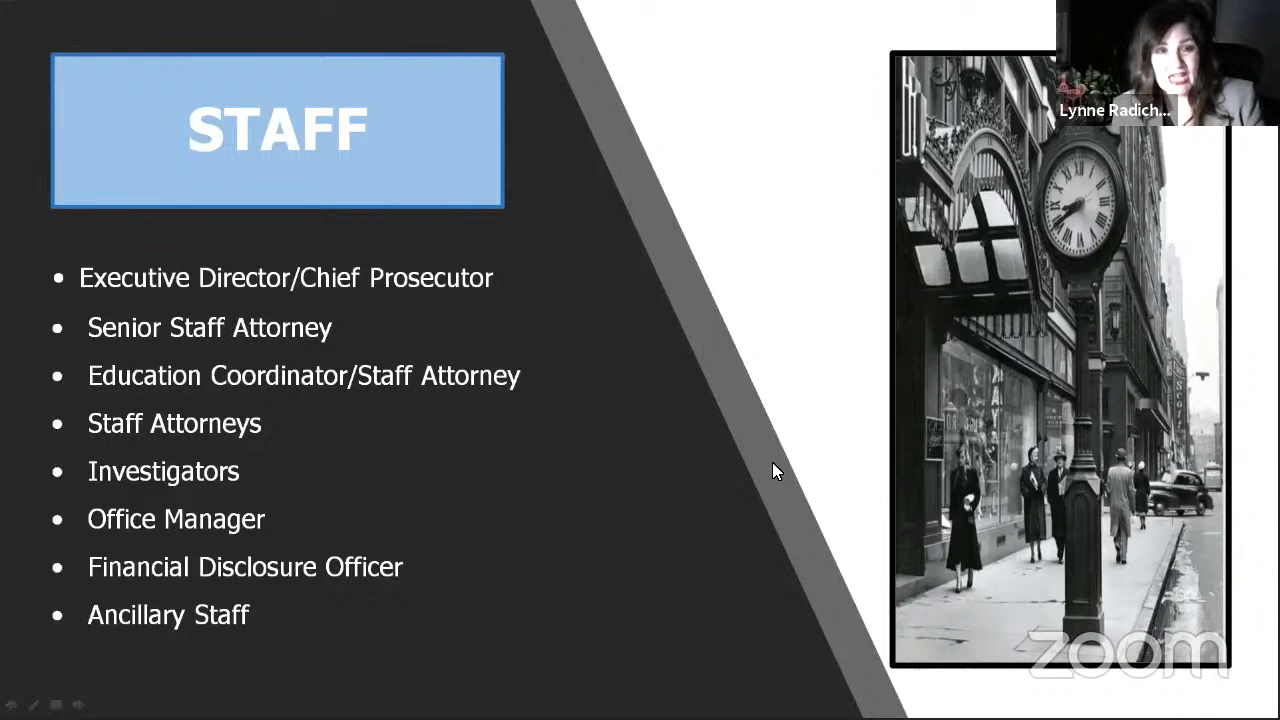 STAFF
• Executive Director/Chief Prosecutor
• Senior Staff Attorney
• Education Coordinator/Staff Attorney
• Staff Attorneys
• Investigators
• Office Manager
• Financial Disclosure Officer
• Ancillary Staff
Lynne Radich...
XII
zoom